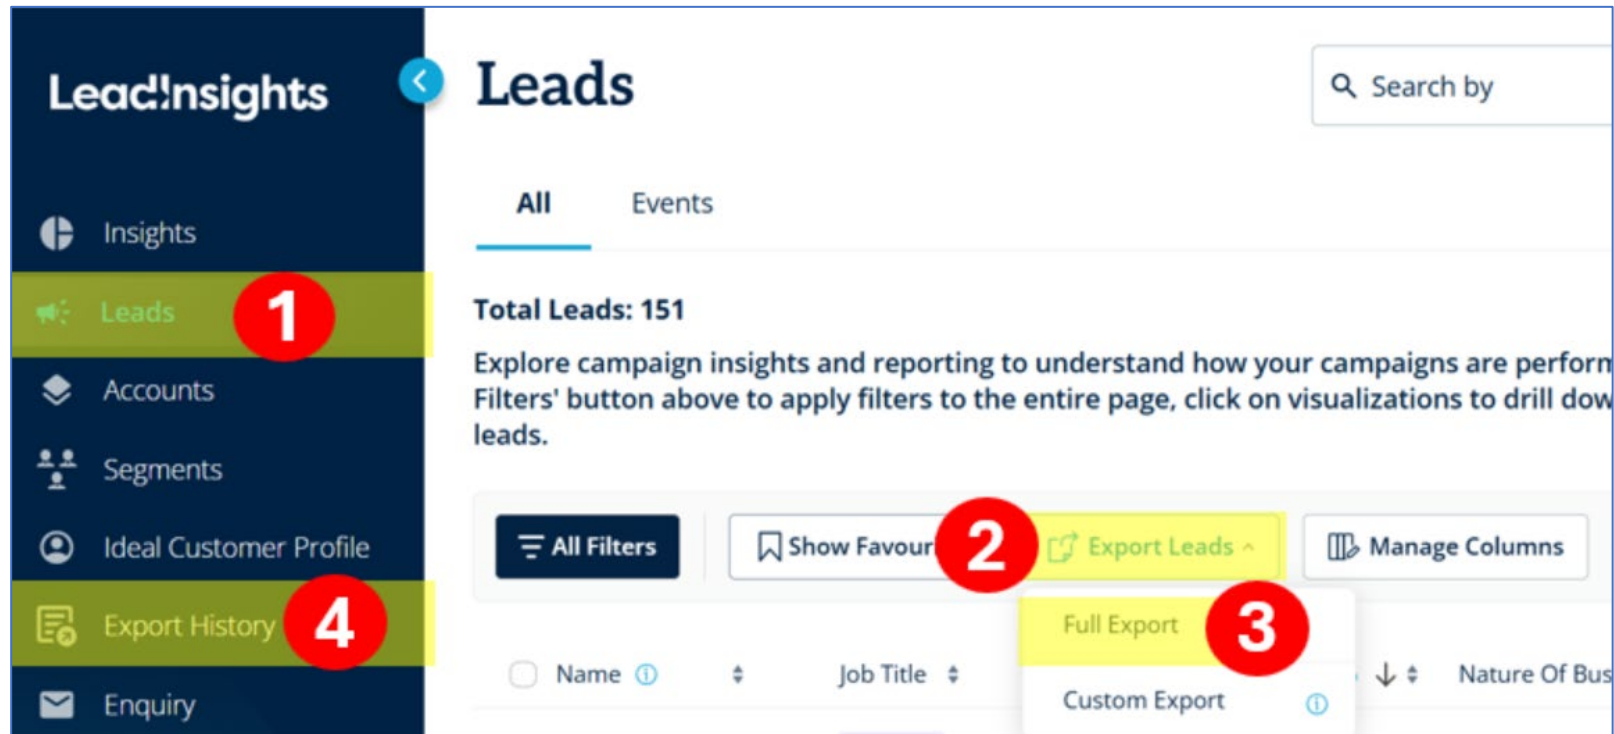 Lead!nsights
Insights
Leads
1
Accounts
Segments
Ideal Customer Profile
Export History
4
Enquiry
Leads
Search by
All
Events
Total Leads: 151
Explore campaign insights and reporting to understand how your campaigns are perform
Filters' button above to apply filters to the entire page, click on visualizations to drill dow
leads.
All Filters
Show Favour
2
Export Leads
Manage Columns
Full Export
3
Custom Export
Name
Job Title
Nature Of Bus